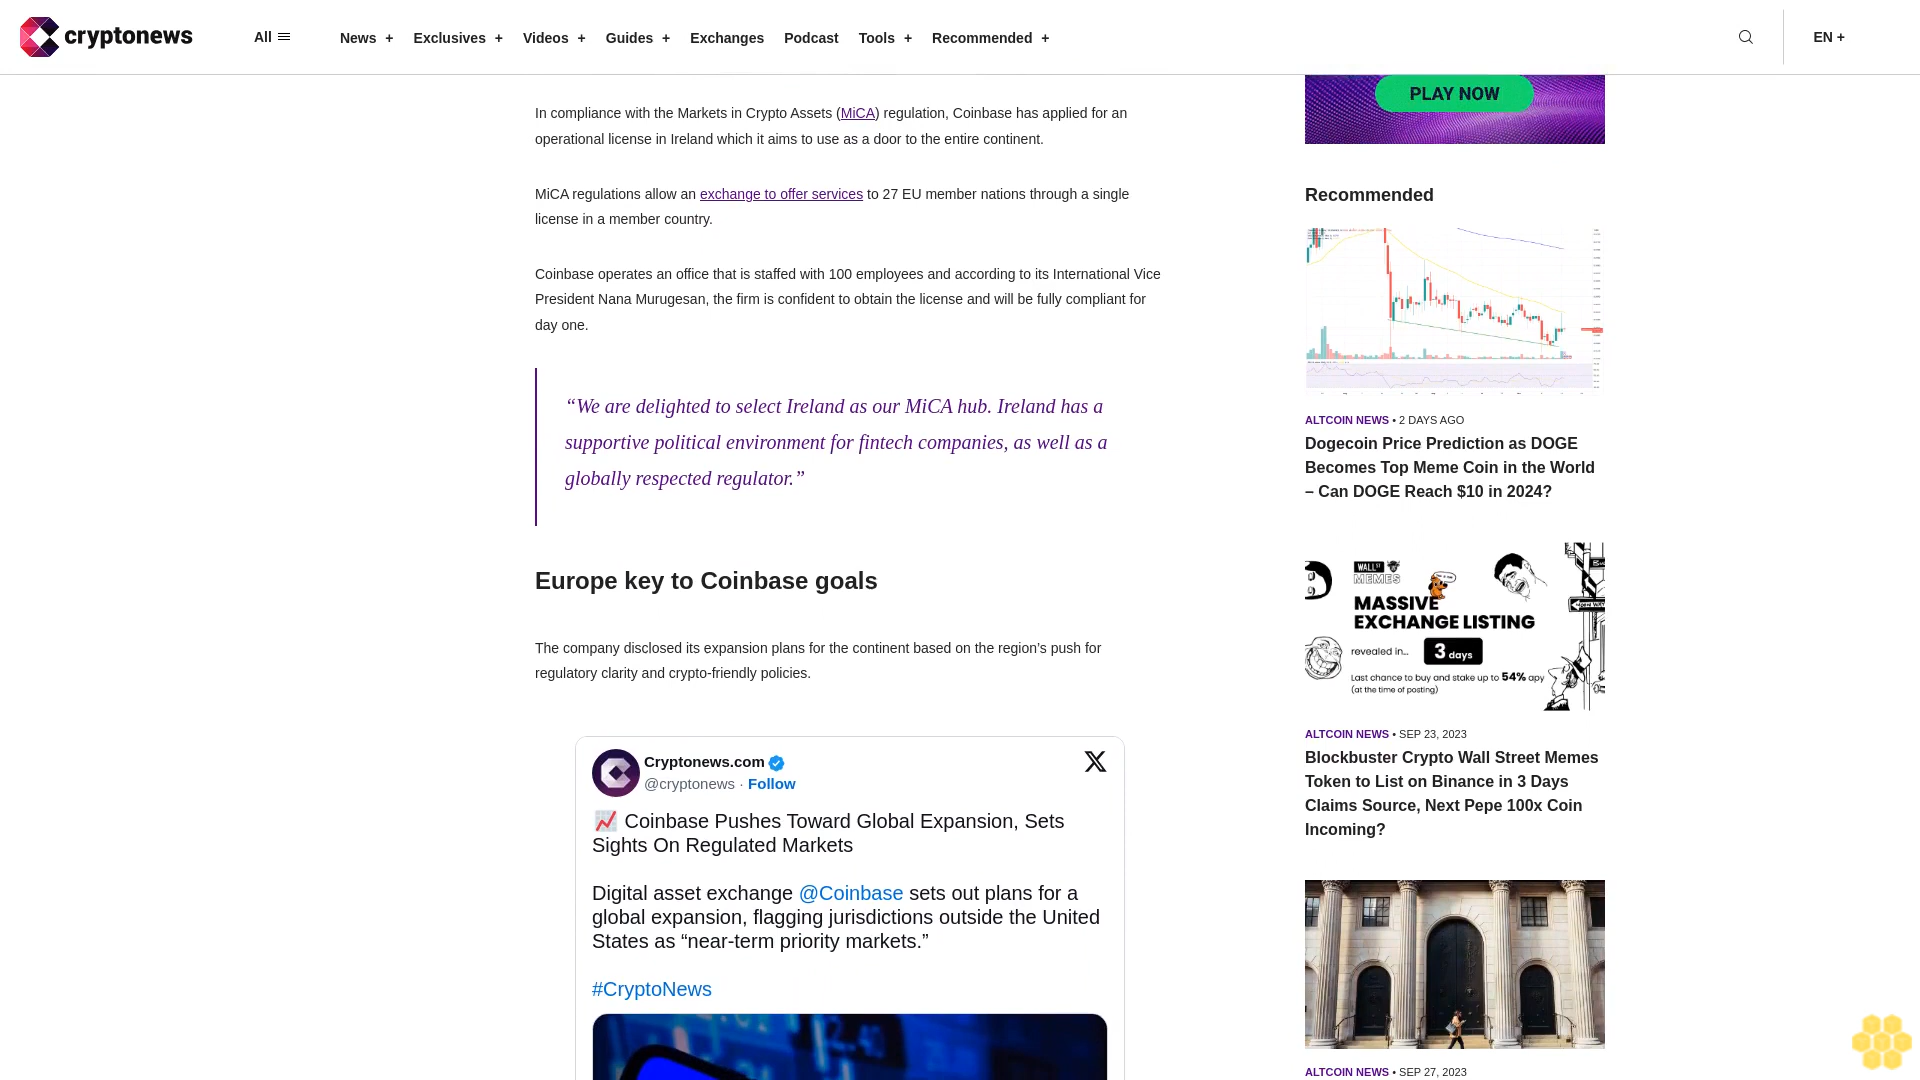 cryptonews
All
News +
Exclusives +
Videos +
Guides +
Exchanges
Podcast
Tools +
Recommended +
EN +
In compliance with the Markets in Crypto Assets (MiCA) regulation, Coinbase has applied for an
operational license in Ireland which it aims to use as a door to the entire continent.
MiCA regulations allow an exchange to offer services to 27 EU member nations through a single
license in a member country.
Coinbase operates an office that is staffed with 100 employees and according to its International Vice
President Nana Murugesan, the firm is confident to obtain the license and will be fully compliant for
day one.
“We are delighted to select Ireland as our MiCA hub. Ireland has a
supportive political environment for fintech companies, as well as a
globally respected regulator.”
Europe key to Coinbase goals
The company disclosed its expansion plans for the continent based on the region’s push for
regulatory clarity and crypto-friendly policies.
Cryptonews.com
@cryptonews · Follow
Coinbase Pushes Toward Global Expansion, Sets
Sights On Regulated Markets
Digital asset exchange @Coinbase sets out plans for a
global expansion, flagging jurisdictions outside the United
States as “near-term priority markets.”
#CryptoNews
PLAY NOW
Recommended
ALTCOIN NEWS • 2 DAYS AGO
Dogecoin Price Prediction as DOGE
Becomes Top Meme Coin in the World
– Can DOGE Reach $10 in 2024?
WALL ST
MEMES
MASSIVE
EXCHANGE LISTING
revealed in... 3 days
Last chance to buy and stake up to 54% apy
(at the time of posting)
ALTCOIN NEWS • SEP 23, 2023
Blockbuster Crypto Wall Street Memes
Token to List on Binance in 3 Days
Claims Source, Next Pepe 100x Coin
Incoming?
ALTCOIN NEWS • SEP 27, 2023